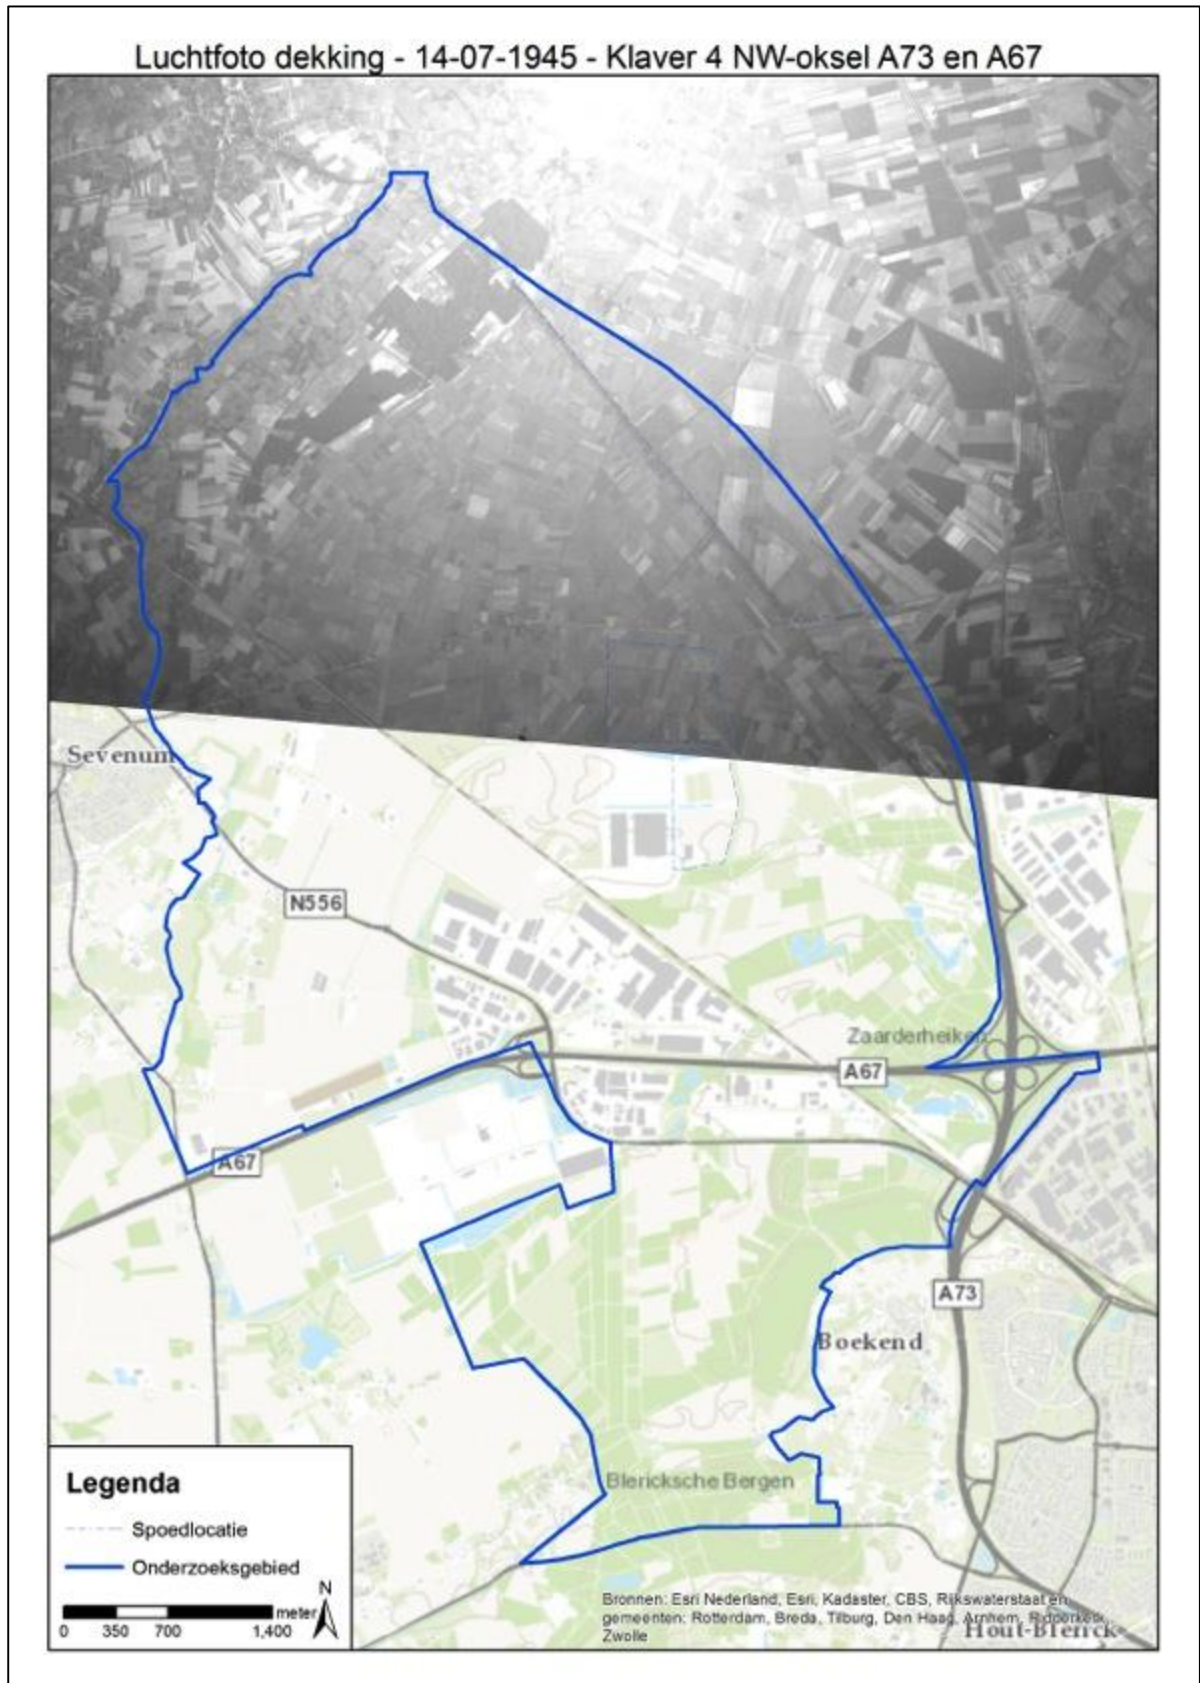 Luchtfoto dekking - 14-07-1945 - Klaver 4 NW-oksel A73 en A67
Sevenum
N556
Zaarderheiken
A67
A67
A73
Boekend
Blericksche Bergen
Legenda
Spoedlocatie
Onderzoeksgebied
N
meter
0 350 700 1,400
Bronnen: Esri Nederland, Esri, Kadaster, CBS, Rijkswaterstaat en
gemeenten: Rotterdam, Breda, Tilburg, Den Haag, Arnhem, Ridderkerk,
Zwolle
Hout-Blerick